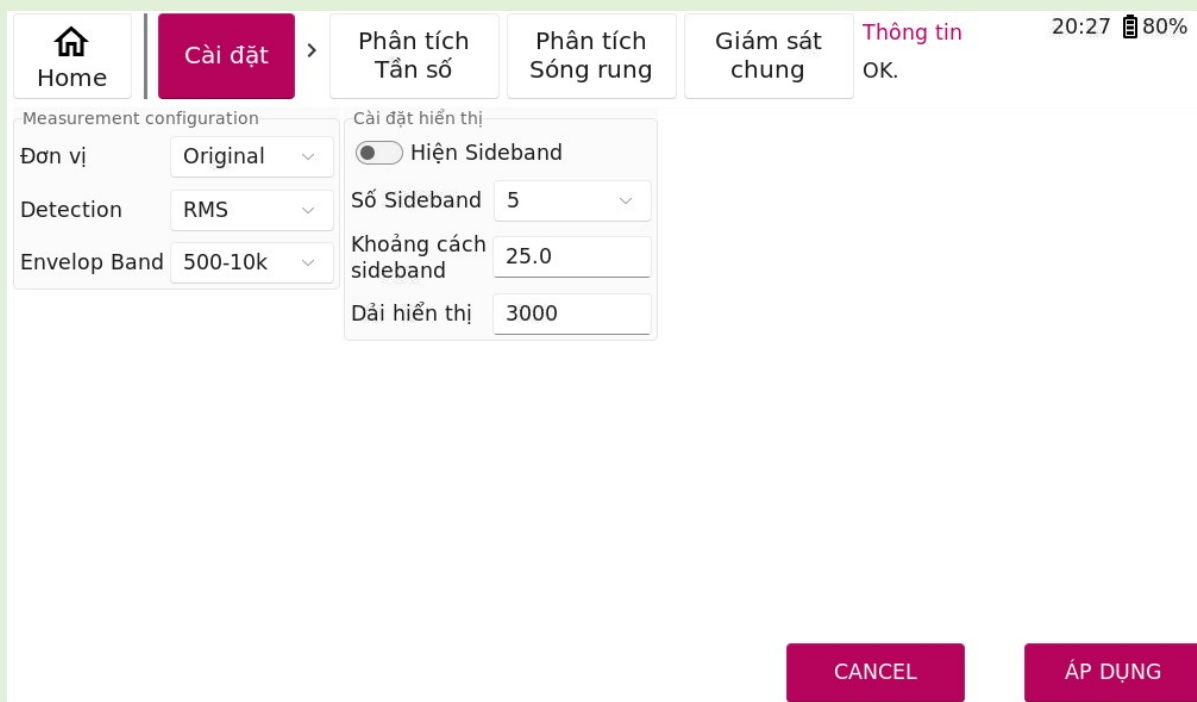 Home
Cài đặt
Phân tích
Tần số
Phân tích
Sóng rung
Giám sát
chung
Thông tin
OK.
20:27 80%
Measurement configuration
Đơn vị Original
Detection RMS
Envelop Band 500-10k
Cài đặt hiển thị
Hiện Sideband
Số Sideband 5
Khoảng cách
sideband
25.0
Dải hiển thị 3000
CANCEL
ÁP DỤNG